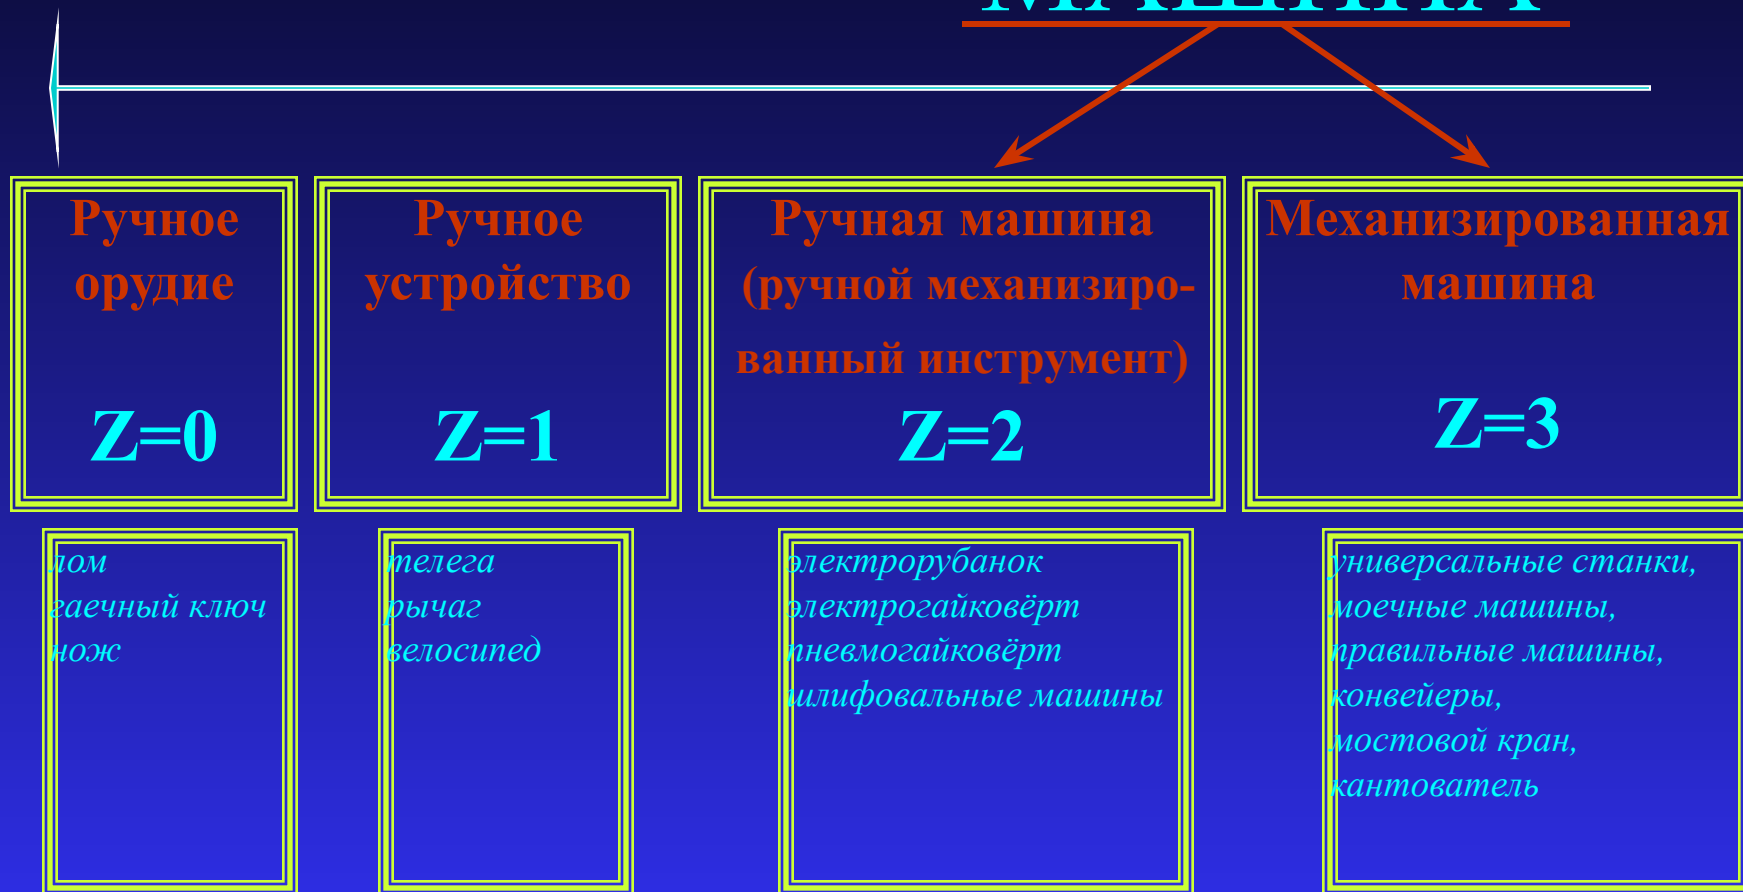 МАШИНА
Ручное
орудие
Z=0
Ручное
устройство
Z=1
Ручная машина
(ручной механизиро-
ванный инструмент)
Z=2
Механизированная
машина
Z=3
лом
гаечный ключ
нож
телега
рычаг
велосипед
электрорубанок
электрогайковёрт
пневмогайковёрт
шлифовальные машины
универсальные станки,
моечные машины,
правильные машины,
конвейеры,
мостовой кран,
кантователь